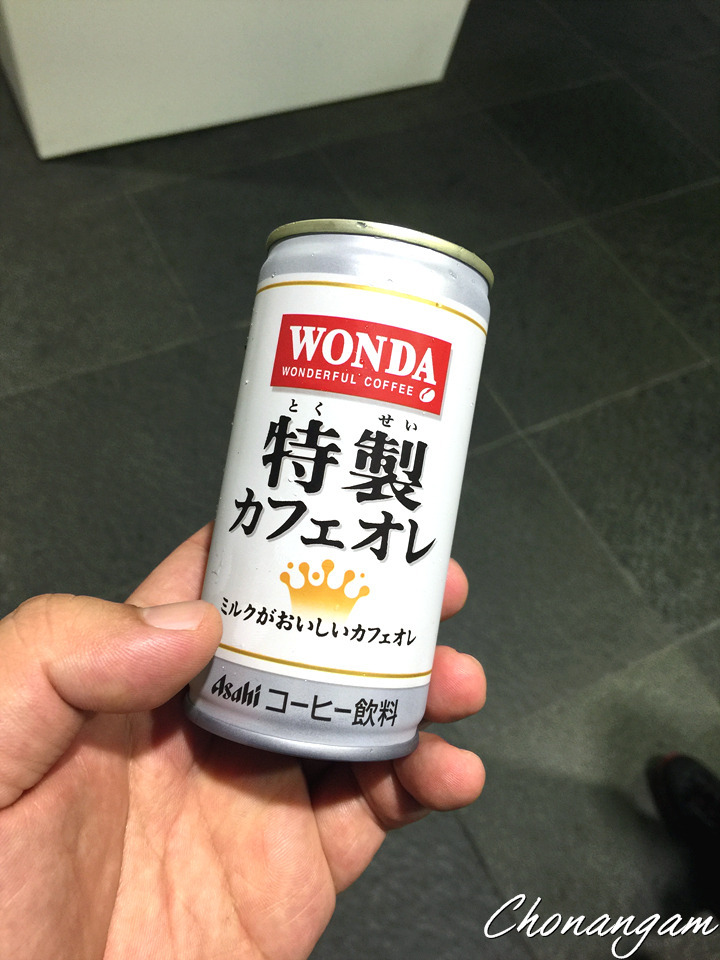 WONDA
WONDERFUL COFFEE
とくせい
特製
カフェオレ
ミルクがおいしいカフェオレ
Asahi コーヒー飲料
Chonangam